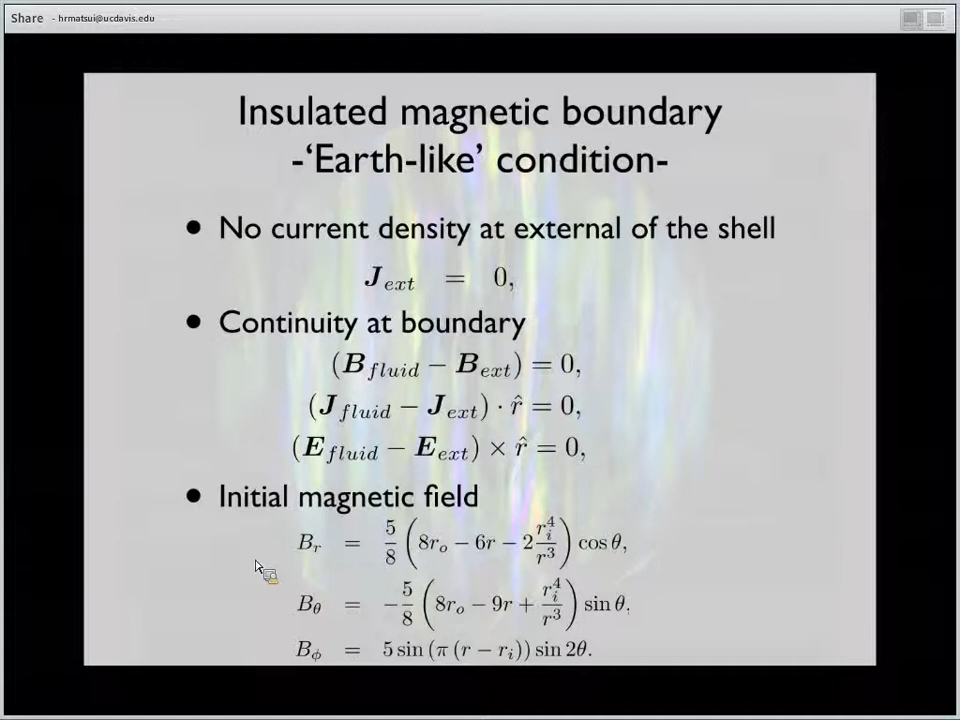 Share - hrmatsui@ucdavis.edu
Insulated magnetic boundary
-‘Earth-like’ condition-
• No current density at external of the shell
J_ext = 0,
• Continuity at boundary
(B_fluid − B_ext) = 0,
(J_fluid − J_ext) · r̂ = 0,
(E_fluid − E_ext) × r̂ = 0,
• Initial magnetic field
B_r = 5/8 (8r_o − 6r − 2 r_i^4/r^3) cos θ,
B_θ = −5/8 (8r_o − 9r + r_i^4/r^3) sin θ,
B_ϕ = 5 sin (π (r − r_i)) sin 2θ.